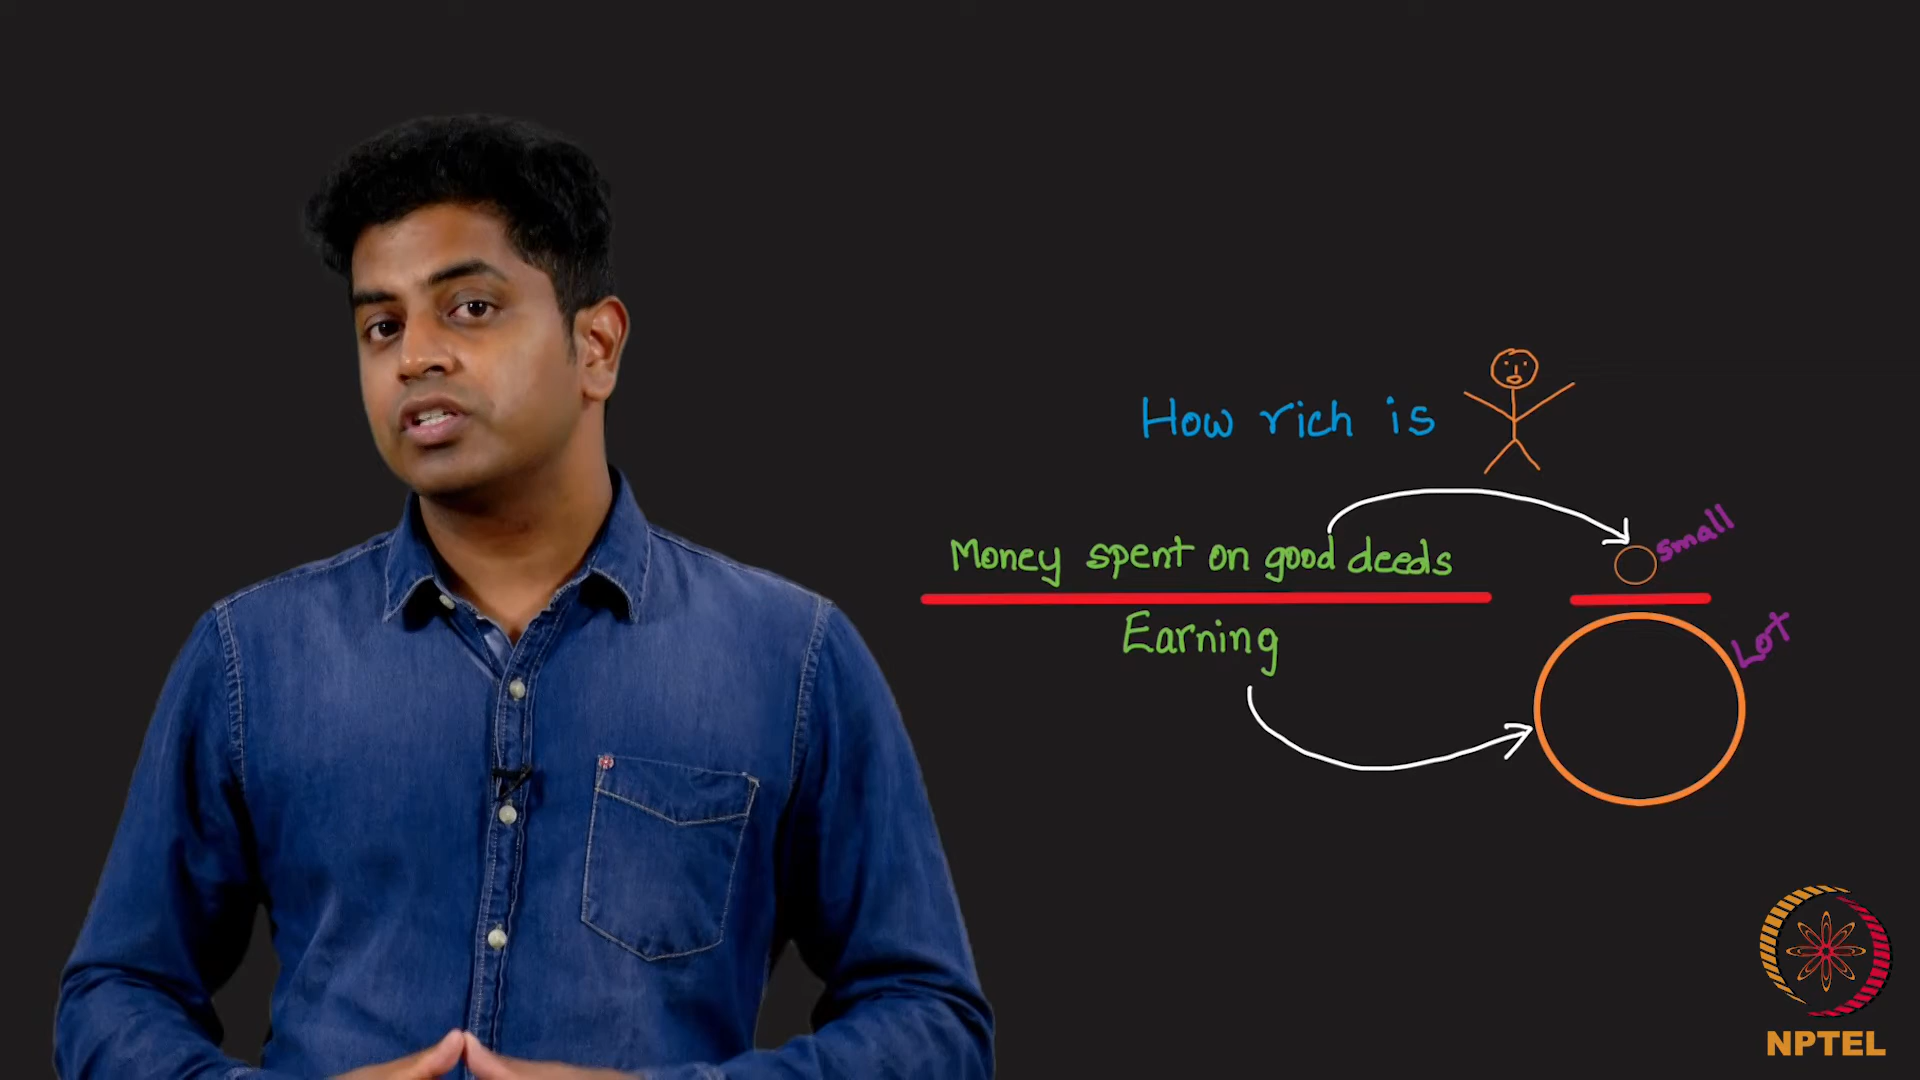 How rich is
Money spent on good deeds
Earning
small
Lot
NPTEL